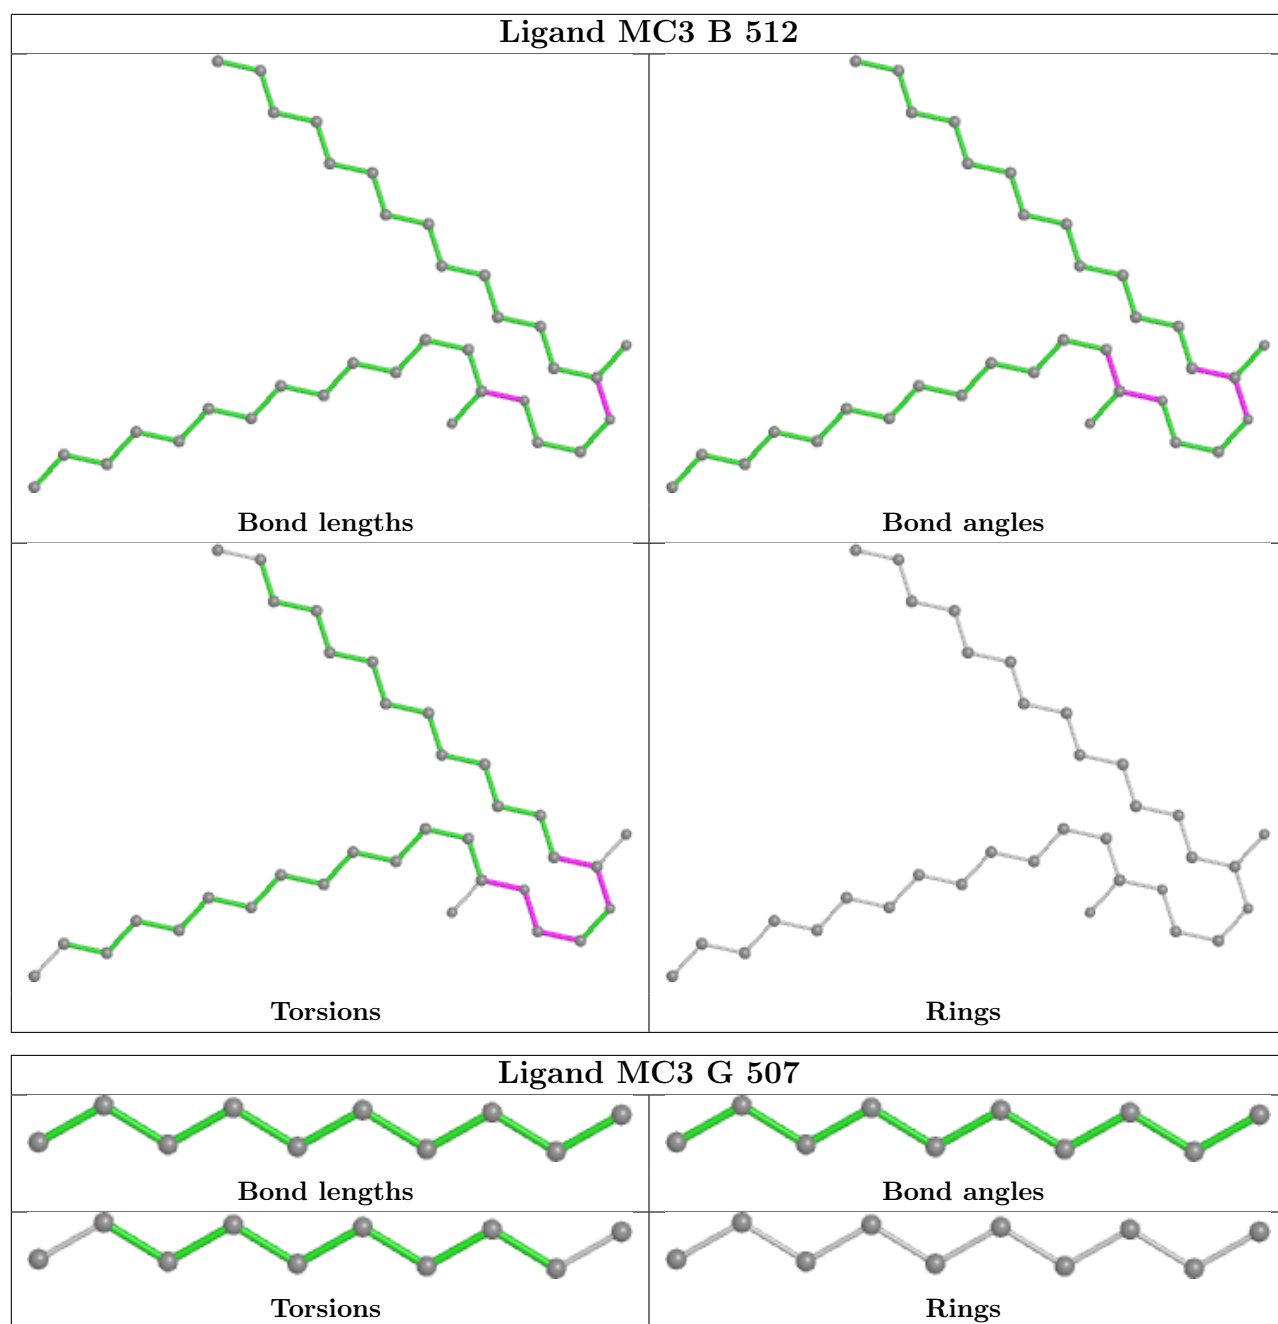 Ligand MC3 B 512
Bond lengths
Bond angles
Torsions
Rings
Ligand MC3 G 507
Bond lengths
Bond angles
Torsions
Rings